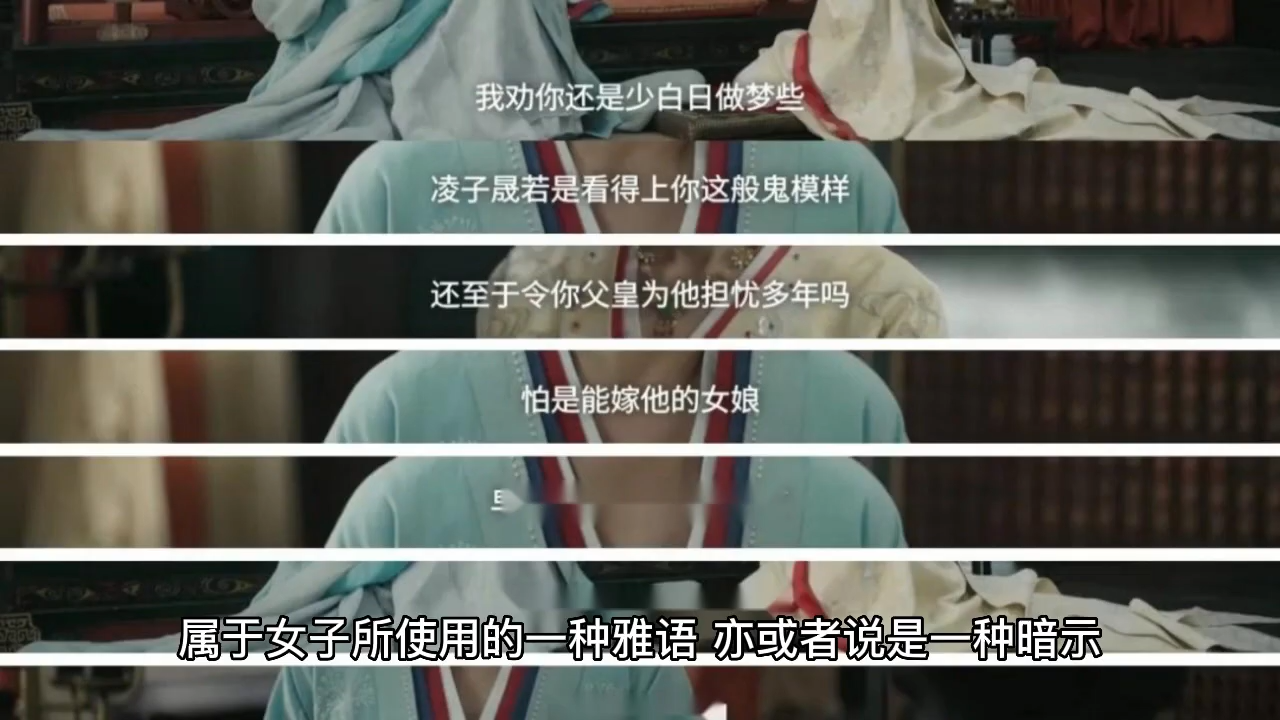 我劝你还是少白日做梦些
凌子晟若是看得上你这般鬼模样
还至于令你父皇为他担忧多年吗
怕是能嫁他的女娘
属于女子所使用的一种雅语 亦或者说是一种暗示